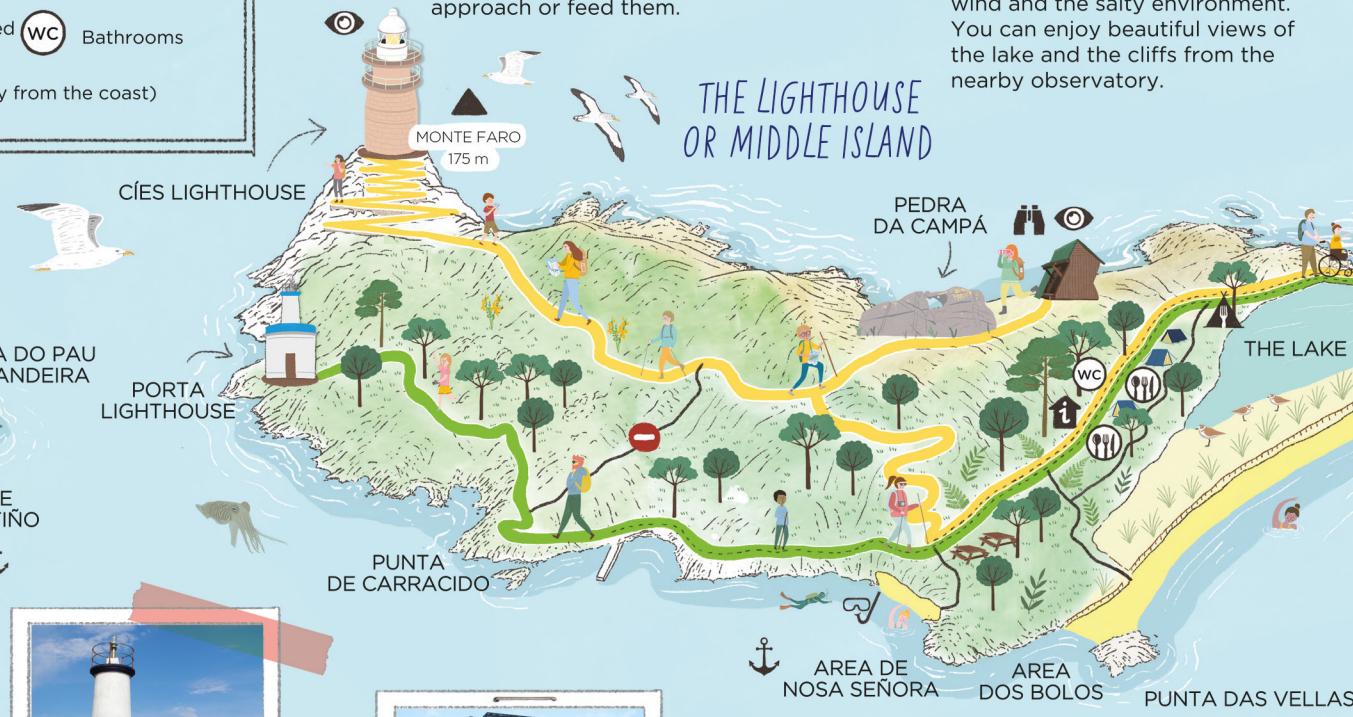 approach or feed them.
wind and the salty environment.
You can enjoy beautiful views of
the lake and the cliffs from the
nearby observatory.
WC Bathrooms
y from the coast)
THE LIGHTHOUSE
OR MIDDLE ISLAND
MONTE FARO
175 m
CÍES LIGHTHOUSE
PEDRA
DA CAMPÁ
PORTA
LIGHTHOUSE
DO PAU
ANDEIRA
THE LAKE
WC
i
TIÑO
PUNTA
DE CARRACIDO
AREA DE
NOSA SEÑORA
AREA
DOS BOLOS
PUNTA DAS VELLAS